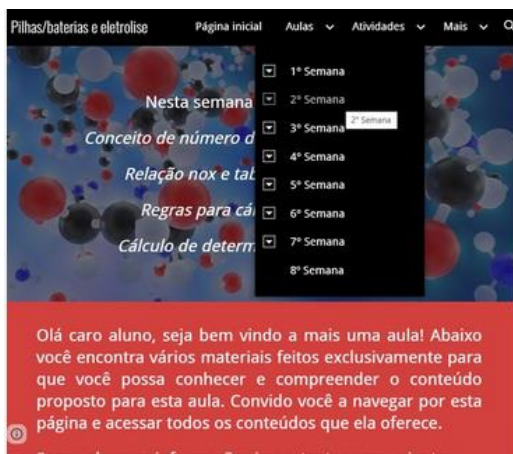 Pilhas/baterias e eletrolise Página inicial Aulas Atividades Mais
1º Semana
Nesta semana 2º Semana
2º Semana
Conceito de número d 3º Semana
4º Semana
Relação nox e tab 5º Semana
Regras para cál 6º Semana
Cálculo de determ 7º Semana
8º Semana
Olá caro aluno, seja bem vindo a mais uma aula! Abaixo
você encontra vários materiais feitos exclusivamente para
que você possa conhecer e compreender o conteúdo
proposto para esta aula. Convido você a navegar por esta
página e acessar todos os conteúdos que ela oferece.